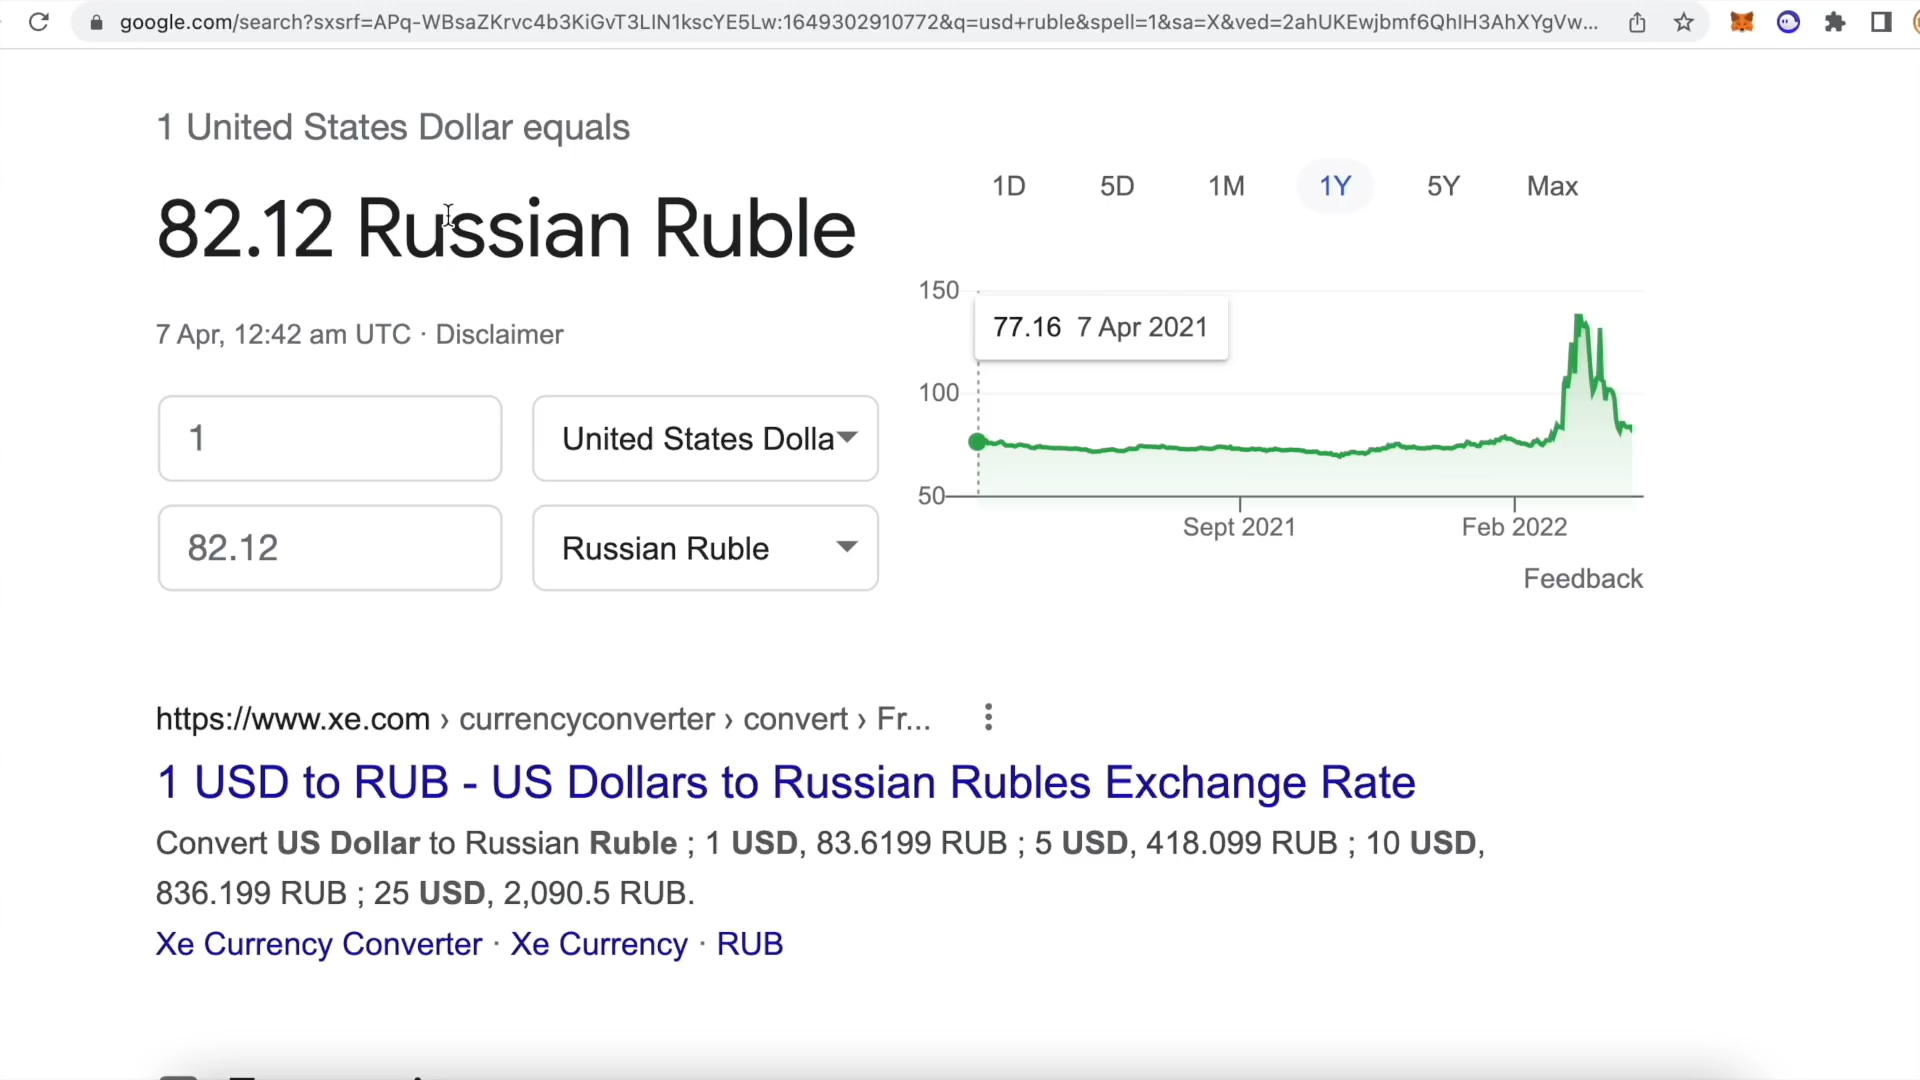 google.com/search?sxsrf=APq-WBsaZKrvc4b3KiGvT3LIN1kscYE5Lw:1649302910772&q=usd+ruble&spell=1&sa=X&ved=2ahUKEwjbmf6QhIH3AhXYgVw...
1 United States Dollar equals
82.12 Russian Ruble
7 Apr, 12:42 am UTC · Disclaimer
1
United States Dolla
82.12
Russian Ruble
1D 5D 1M 1Y 5Y Max
150
77.16 7 Apr 2021
100
50
Sept 2021 Feb 2022
Feedback
https://www.xe.com › currencyconverter › convert › Fr...
1 USD to RUB - US Dollars to Russian Rubles Exchange Rate
Convert US Dollar to Russian Ruble ; 1 USD, 83.6199 RUB ; 5 USD, 418.099 RUB ; 10 USD,
836.199 RUB ; 25 USD, 2,090.5 RUB.
Xe Currency Converter · Xe Currency · RUB